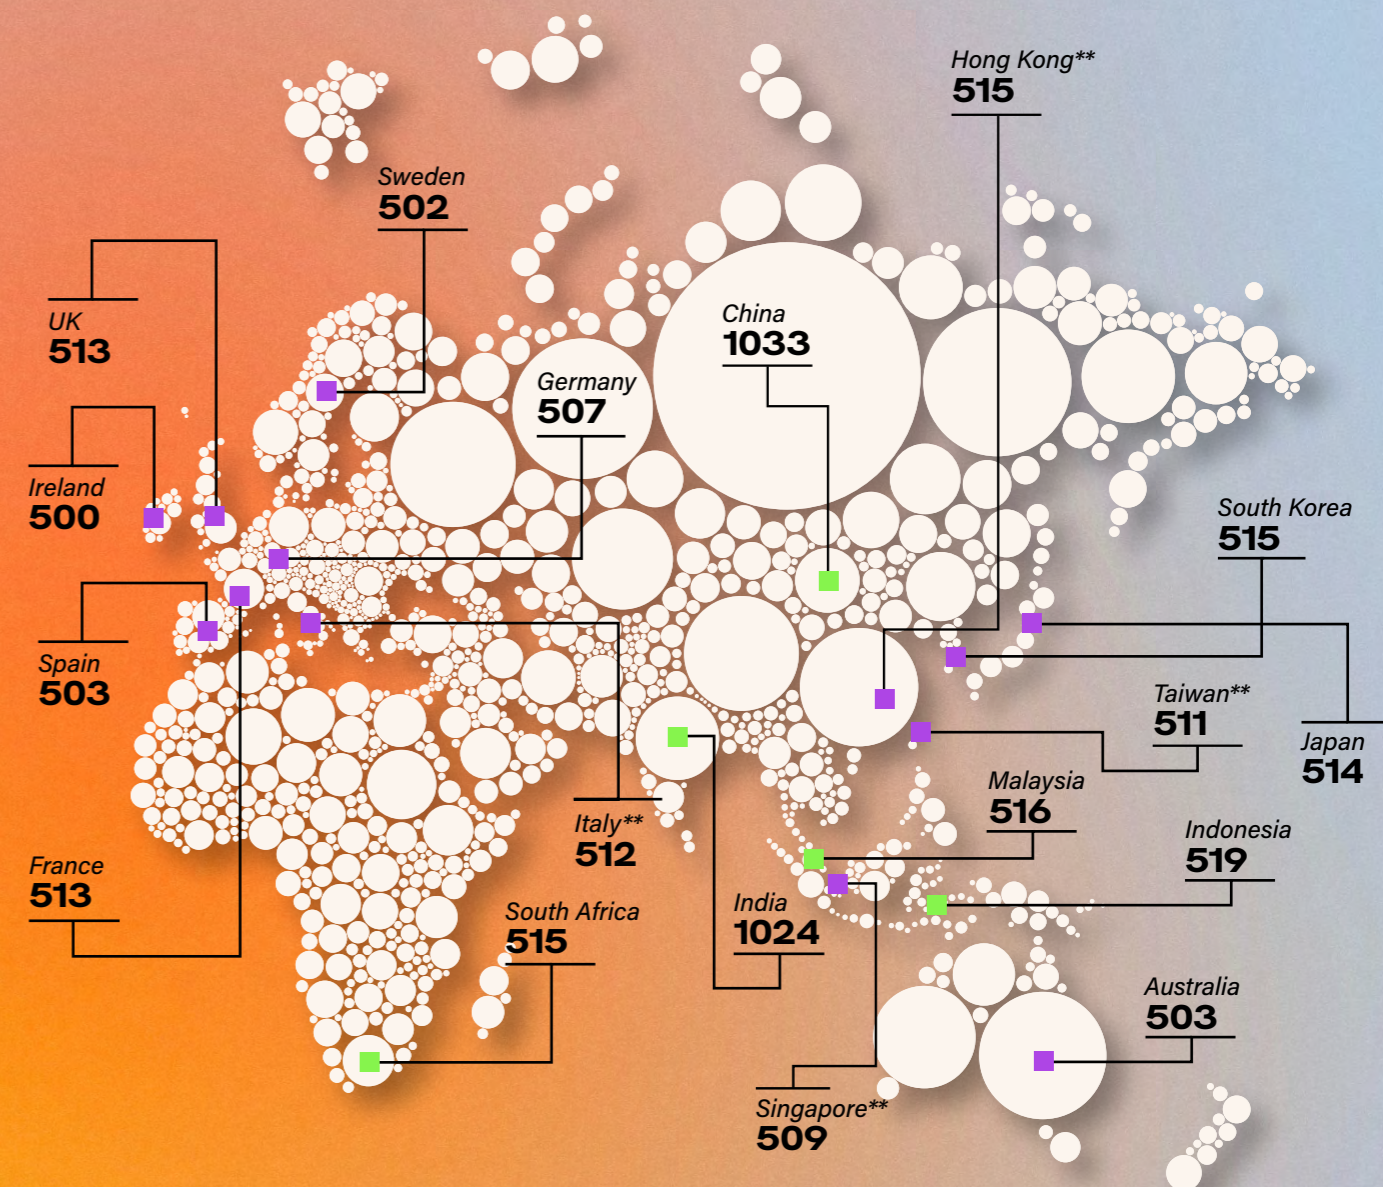 Hong Kong**
515
Sweden
502
UK
513
China
1033
Germany
507
Ireland
500
South Korea
515
Spain
503
Taiwan**
511
Japan
514
Malaysia
516
Italy**
512
Indonesia
519
France
513
South Africa
515
India
1024
Australia
503
Singapore**
509